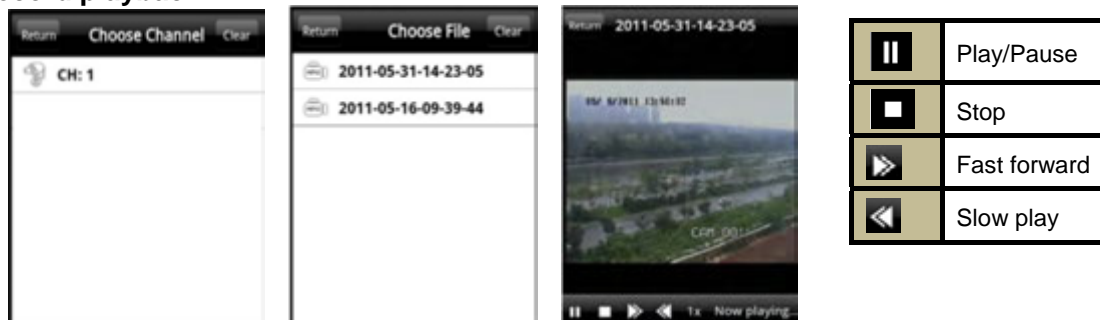 Return Choose Channel Clear
CH: 1
Return Choose File Clear
2011-05-31-14-23-05
2011-05-16-09-39-44
Return 2011-05-31-14-23-05
CAM 001
1x Now playing...
Play/Pause
Stop
Fast forward
Slow play